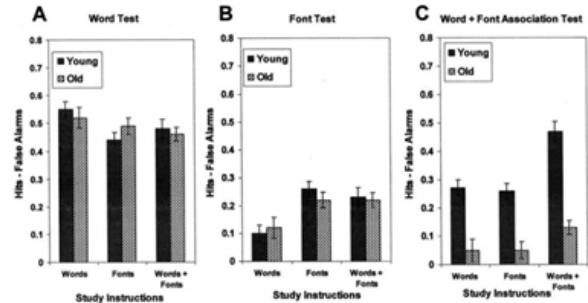 A
Word Test
Hits - False Alarms
0.8
0.7
0.6
0.5
0.4
0.3
0.2
0.1
0
Young
Old
Words
Fonts
Words +
Fonts
Study Instructions
B
Font Test
Hits - False Alarms
0.8
0.7
0.6
0.5
0.4
0.3
0.2
0.1
0
Young
Old
Words
Fonts
Words +
Fonts
Study Instructions
C
Word + Font Association Test
Hits - False Alarms
0.8
0.7
0.6
0.5
0.4
0.3
0.2
0.1
0
Young
Old
Words
Fonts
Words +
Fonts
Study Instructions